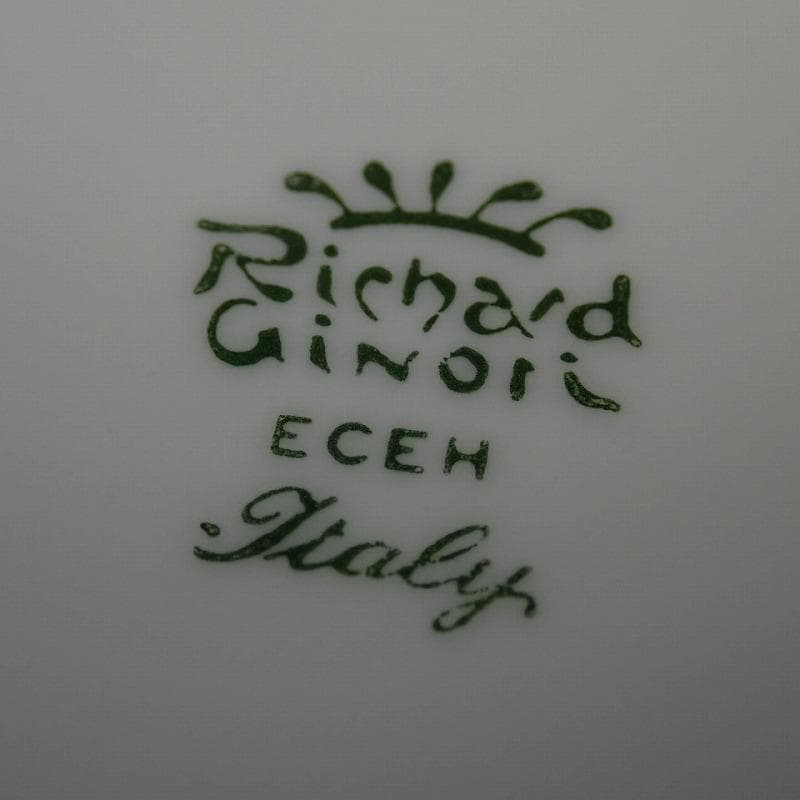 Richard
Ginori
ECEH
Italy